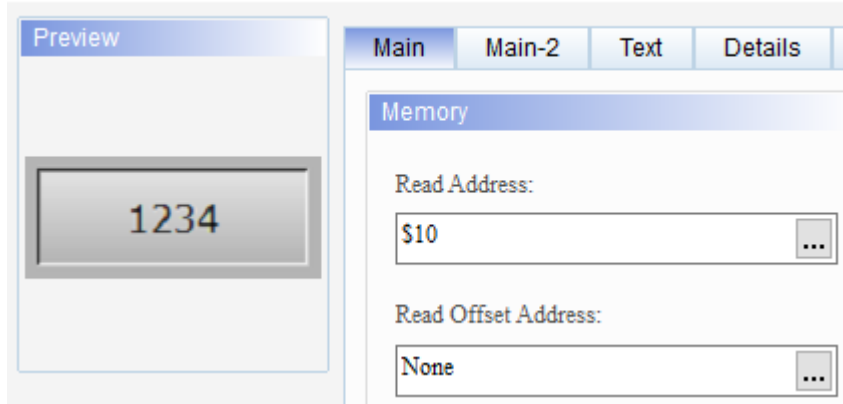 Preview
1234
Main Main-2 Text Details
Memory
Read Address:
$10
...
Read Offset Address:
None
...